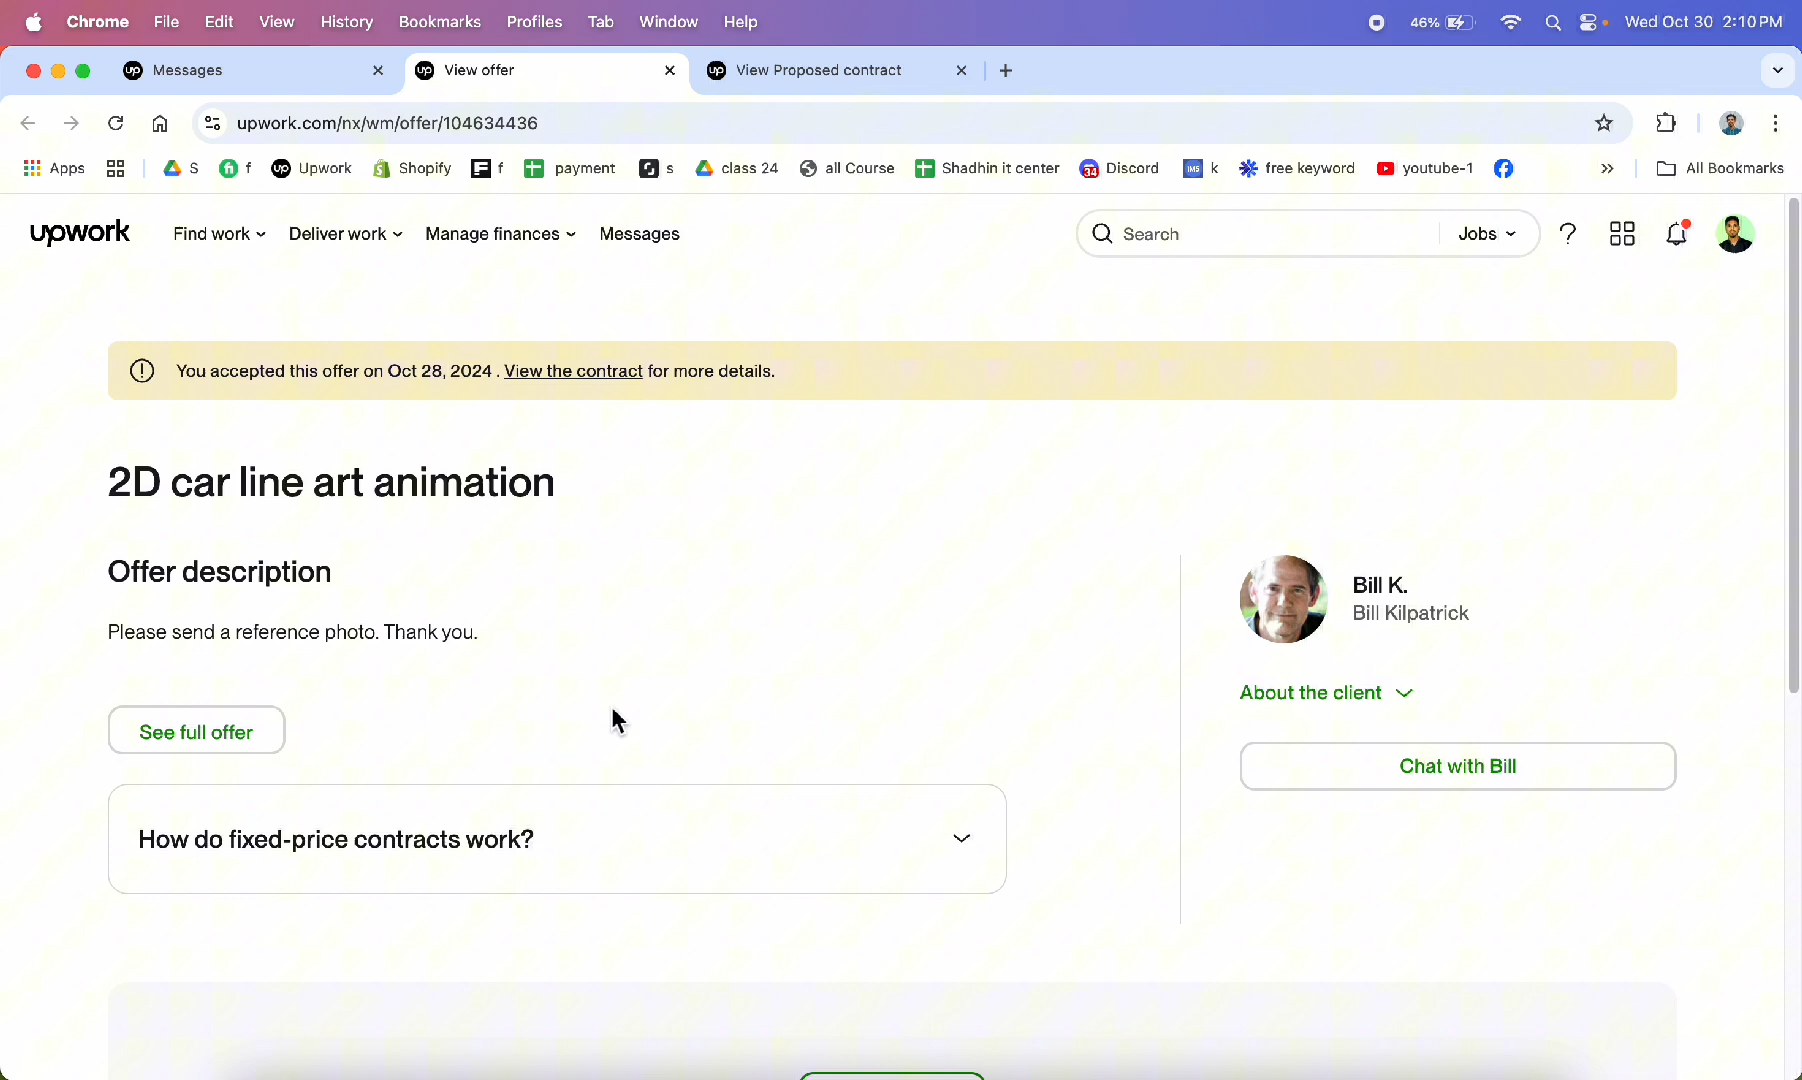 Chrome File Edit View History Bookmarks Profiles Tab Window Help 46% Wed Oct 30 2:10 PM
Messages View offer View Proposed contract
upwork.com/nx/wm/offer/104634436
Apps S f Upwork Shopify f payment s class 24 all Course Shadhin it center 34 Discord IMS k free keyword youtube-1 All Bookmarks
upwork Find work Deliver work Manage finances Messages Search Jobs
You accepted this offer on Oct 28, 2024 . View the contract for more details.
2D car line art animation
Offer description
Please send a reference photo. Thank you.
See full offer
How do fixed-price contracts work?
Bill K.
Bill Kilpatrick
About the client
Chat with Bill